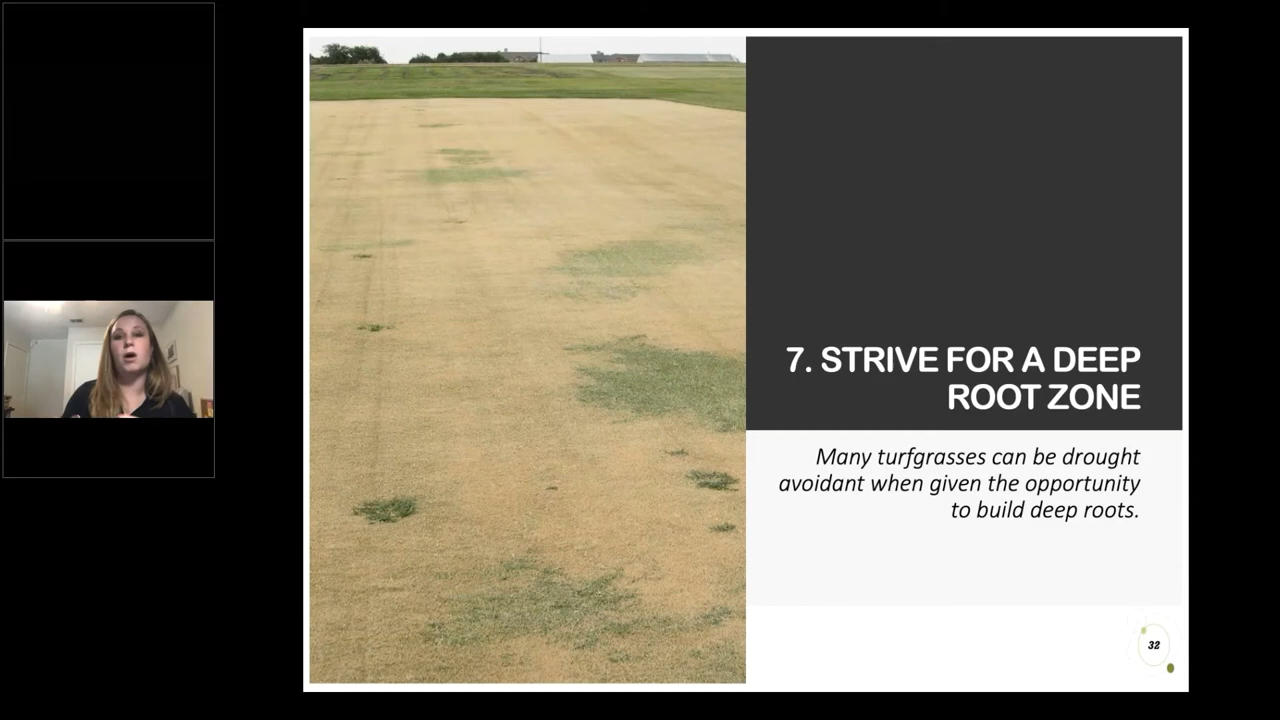 7. STRIVE FOR A DEEP
ROOT ZONE
Many turfgrasses can be drought
avoidant when given the opportunity
to build deep roots.
32